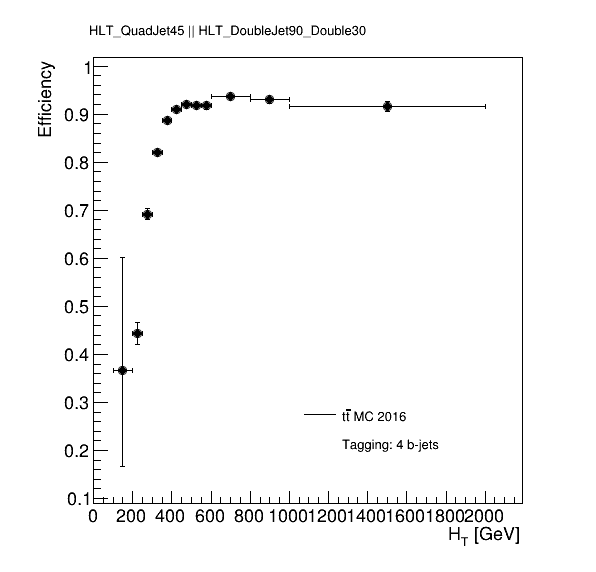 HLT_QuadJet45 || HLT_DoubleJet90_Double30
Efficiency
1
0.9
0.8
0.7
0.6
0.5
0.4
0.3
0.2
0.1
tt̄ MC 2016
Tagging: 4 b-jets
0 200 400 600 800 1000 1200 1400 1600 1800 2000
H_T [GeV]